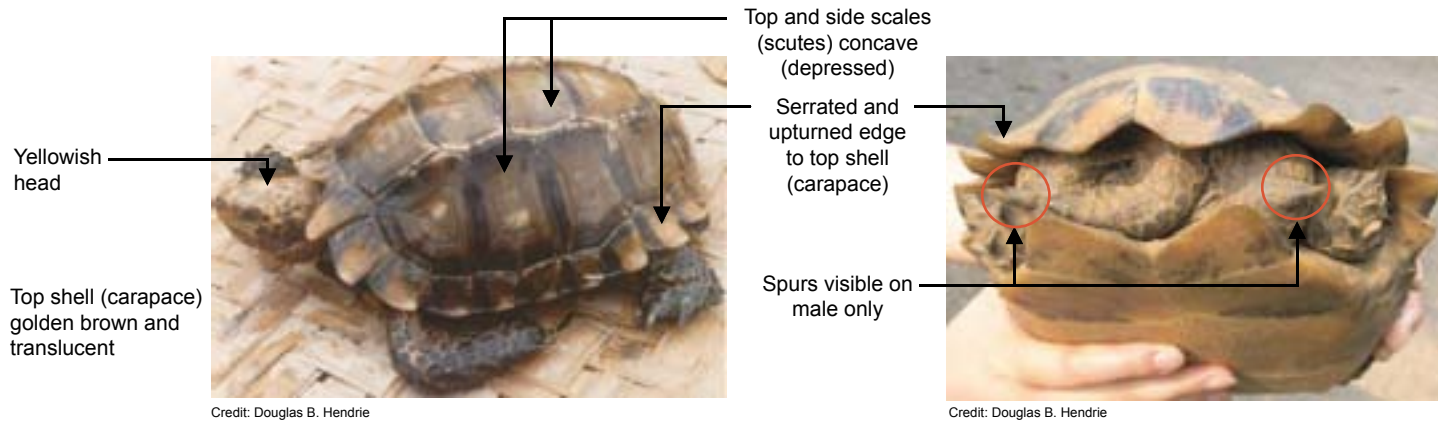 Top and side scales
(scutes) concave
(depressed)
Serrated and
upturned edge
to top shell
(carapace)
Yellowish
head
Top shell (carapace)
golden brown and
translucent
Spurs visible on
male only
Credit: Douglas B. Hendrie
Credit: Douglas B. Hendrie